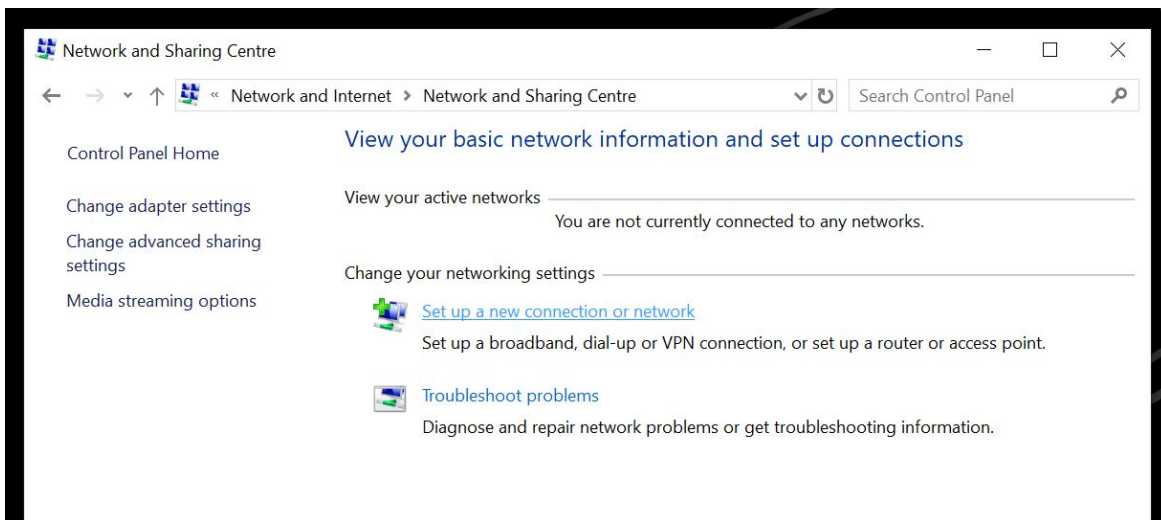 Network and Sharing Centre
« Network and Internet > Network and Sharing Centre
Search Control Panel
Control Panel Home
Change adapter settings
Change advanced sharing
settings
Media streaming options
View your basic network information and set up connections
View your active networks
You are not currently connected to any networks.
Change your networking settings
Set up a new connection or network
Set up a broadband, dial-up or VPN connection, or set up a router or access point.
Troubleshoot problems
Diagnose and repair network problems or get troubleshooting information.